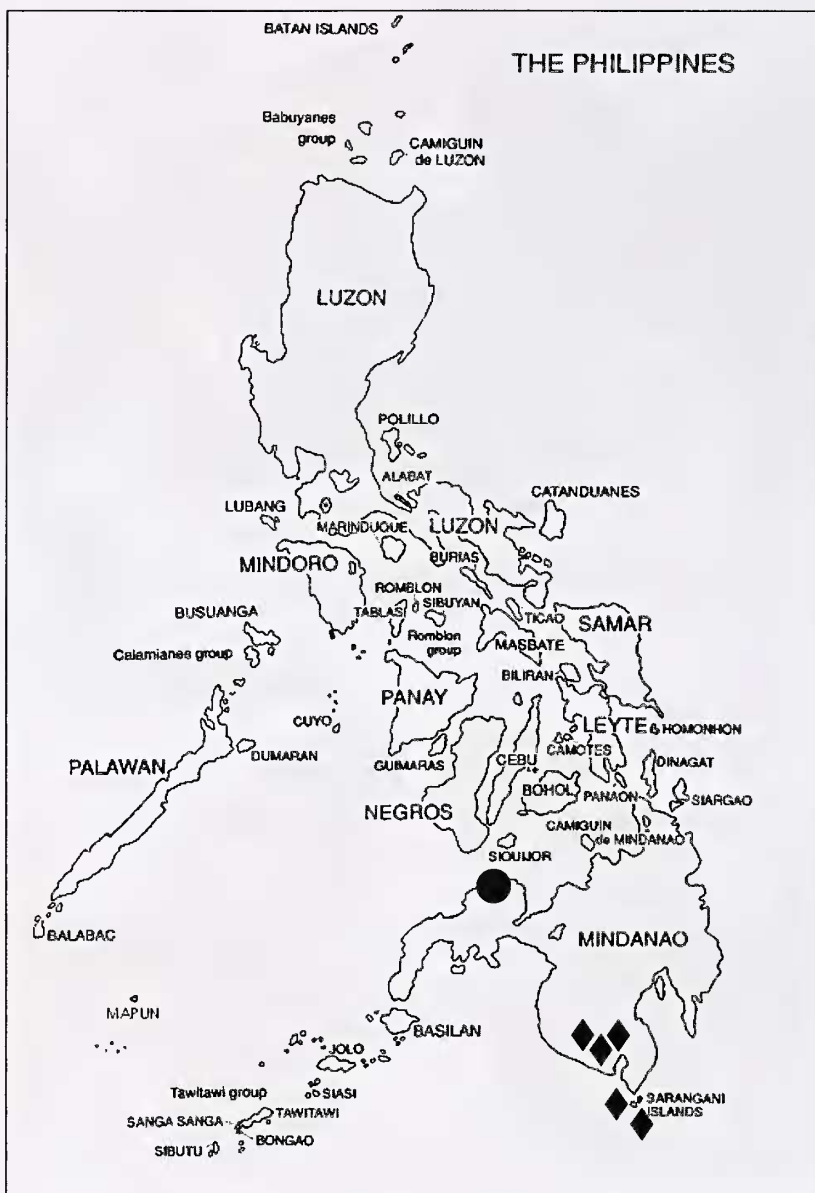 BATAN ISLANDS
THE PHILIPPINES
Babuyanes
group
CAMIGUIN
de LUZON
LUZON
POLILLO
ALABAT
CATANDUANES
LUBANG
MARINDUQUE
LUZON
MINDORO
BURIAS
ROMBLON
BUSUANGA
TABLAS
SIBUYAN
TICAO
SAMAR
Calamianes group
Romblon
group
MASBATE
BILIRAN
PANAY
CUYO
LEYTE
HOMONHON
PALAWAN
DUMARAN
GUIMARAS
CEBU
CAMOTES
DINAGAT
BOHOL
PANAON
SIARGAO
NEGROS
CAMIGUIN
de MINDANAO
SIQUIJOR
BALABAC
MINDANAO
MAPUN
BASILAN
JOLO
Tawitawi group
SIASI
SARANGANI
ISLANDS
SANGA SANGA
TAWITAWI
BONGAO
SIBUTU